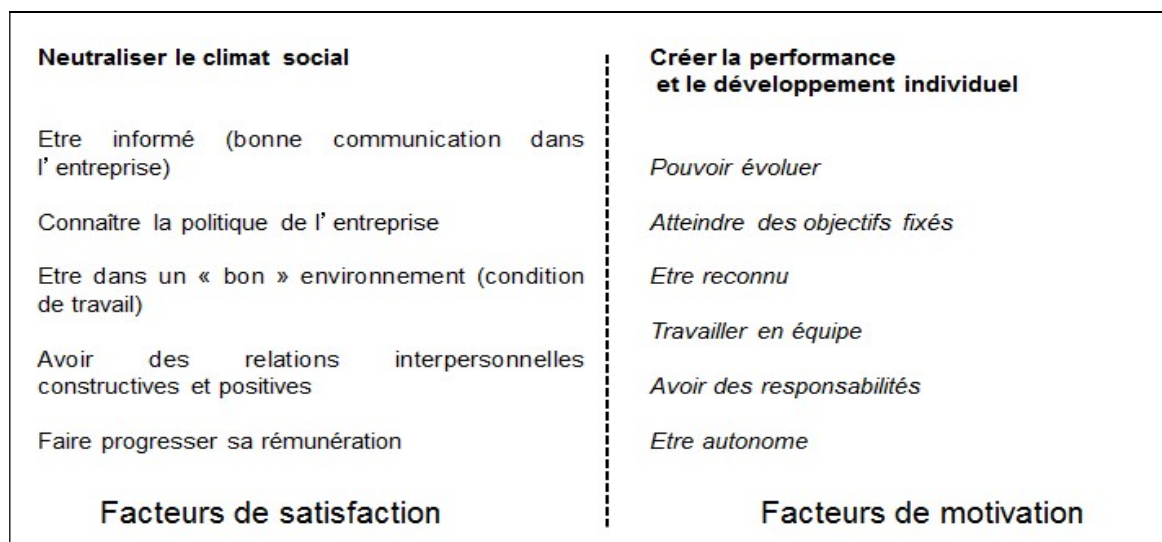 Neutraliser le climat social
Etre informé (bonne communication dans
l’entreprise)
Connaître la politique de l’entreprise
Etre dans un « bon » environnement (condition
de travail)
Avoir des relations interpersonnelles
constructives et positives
Faire progresser sa rémunération
Facteurs de satisfaction
Créer la performance
et le développement individuel
Pouvoir évoluer
Atteindre des objectifs fixés
Etre reconnu
Travailler en équipe
Avoir des responsabilités
Etre autonome
Facteurs de motivation